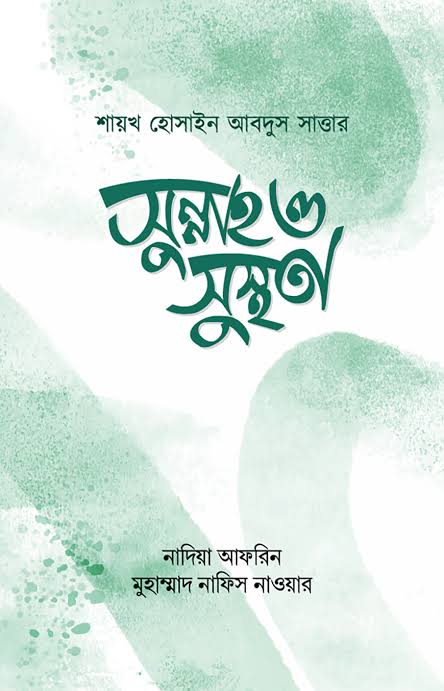 শায়খ হোসাইন আবদুস সাত্তার
সুন্নাহ ও
সুস্থতা
নাদিয়া আফরিন
মুহাম্মাদ নাফিস নাওয়ার